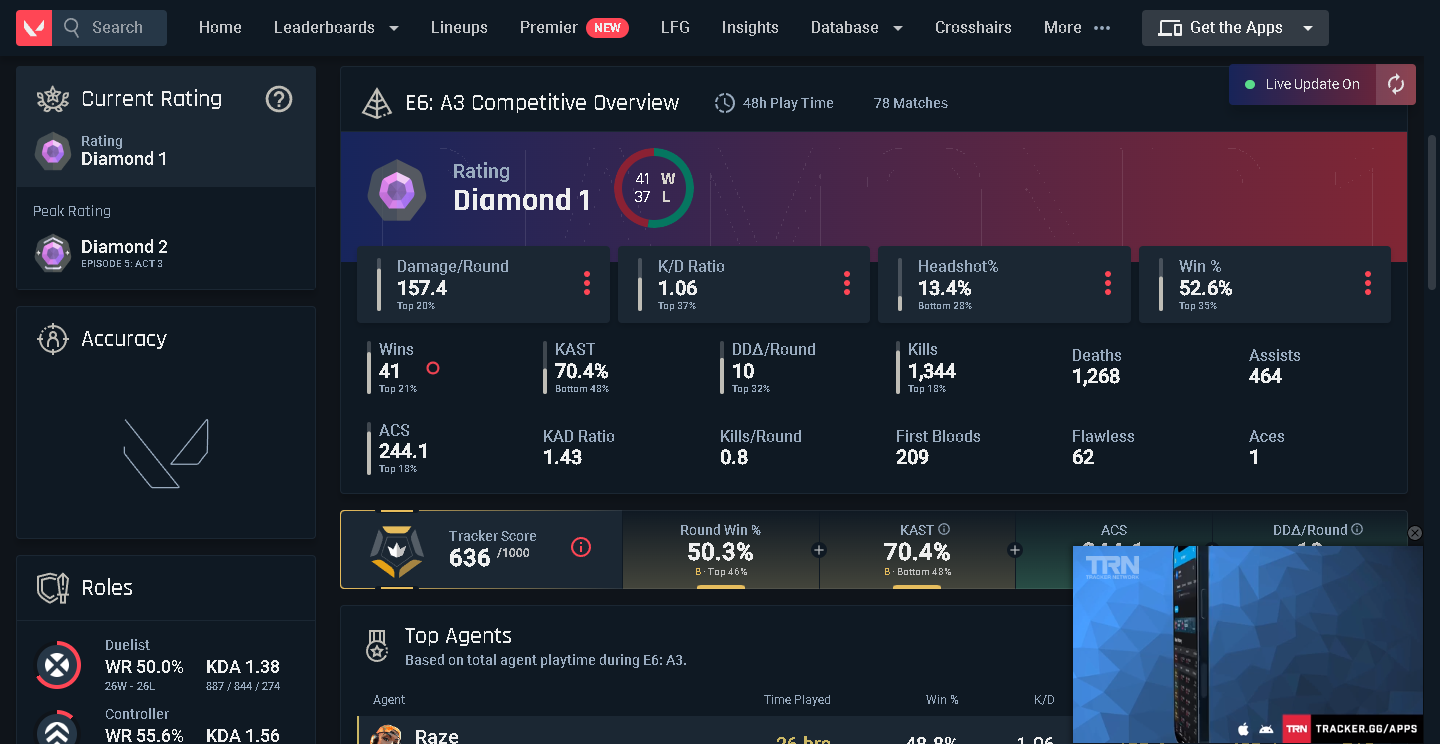 Search Home Leaderboards Lineups Premier NEW LFG Insights Database Crosshairs More Get the Apps
Live Update On
Current Rating
Rating
Diamond 1
Peak Rating
Diamond 2
EPISODE 5: ACT 3
Accuracy
Roles
Duelist
WR 50.0% KDA 1.38
26W - 26L 887 / 844 / 274
Controller
WR 55.6% KDA 1.56
E6: A3 Competitive Overview 48h Play Time 78 Matches
Rating
Diamond 1
41 W
37 L
Damage/Round
157.4
Top 20%
K/D Ratio
1.06
Top 37%
Headshot%
13.4%
Bottom 28%
Win %
52.6%
Top 35%
Wins
41
Top 21%
KAST
70.4%
Bottom 48%
DDΔ/Round
10
Top 32%
Kills
1,344
Top 18%
Deaths
1,268
Assists
464
ACS
244.1
Top 18%
KAD Ratio
1.43
Kills/Round
0.8
First Bloods
209
Flawless
62
Aces
1
Tracker Score
636 /1000
Round Win %
50.3%
B · Top 46%
KAST
70.4%
B · Bottom 48%
ACS
DDΔ/Round
Top Agents
Based on total agent playtime during E6: A3.
Agent Time Played Win % K/D
Raze 26 hrs 48.8% 1.06
TRN
TRACKER NETWORK
TRN TRACKER.GG/APPS